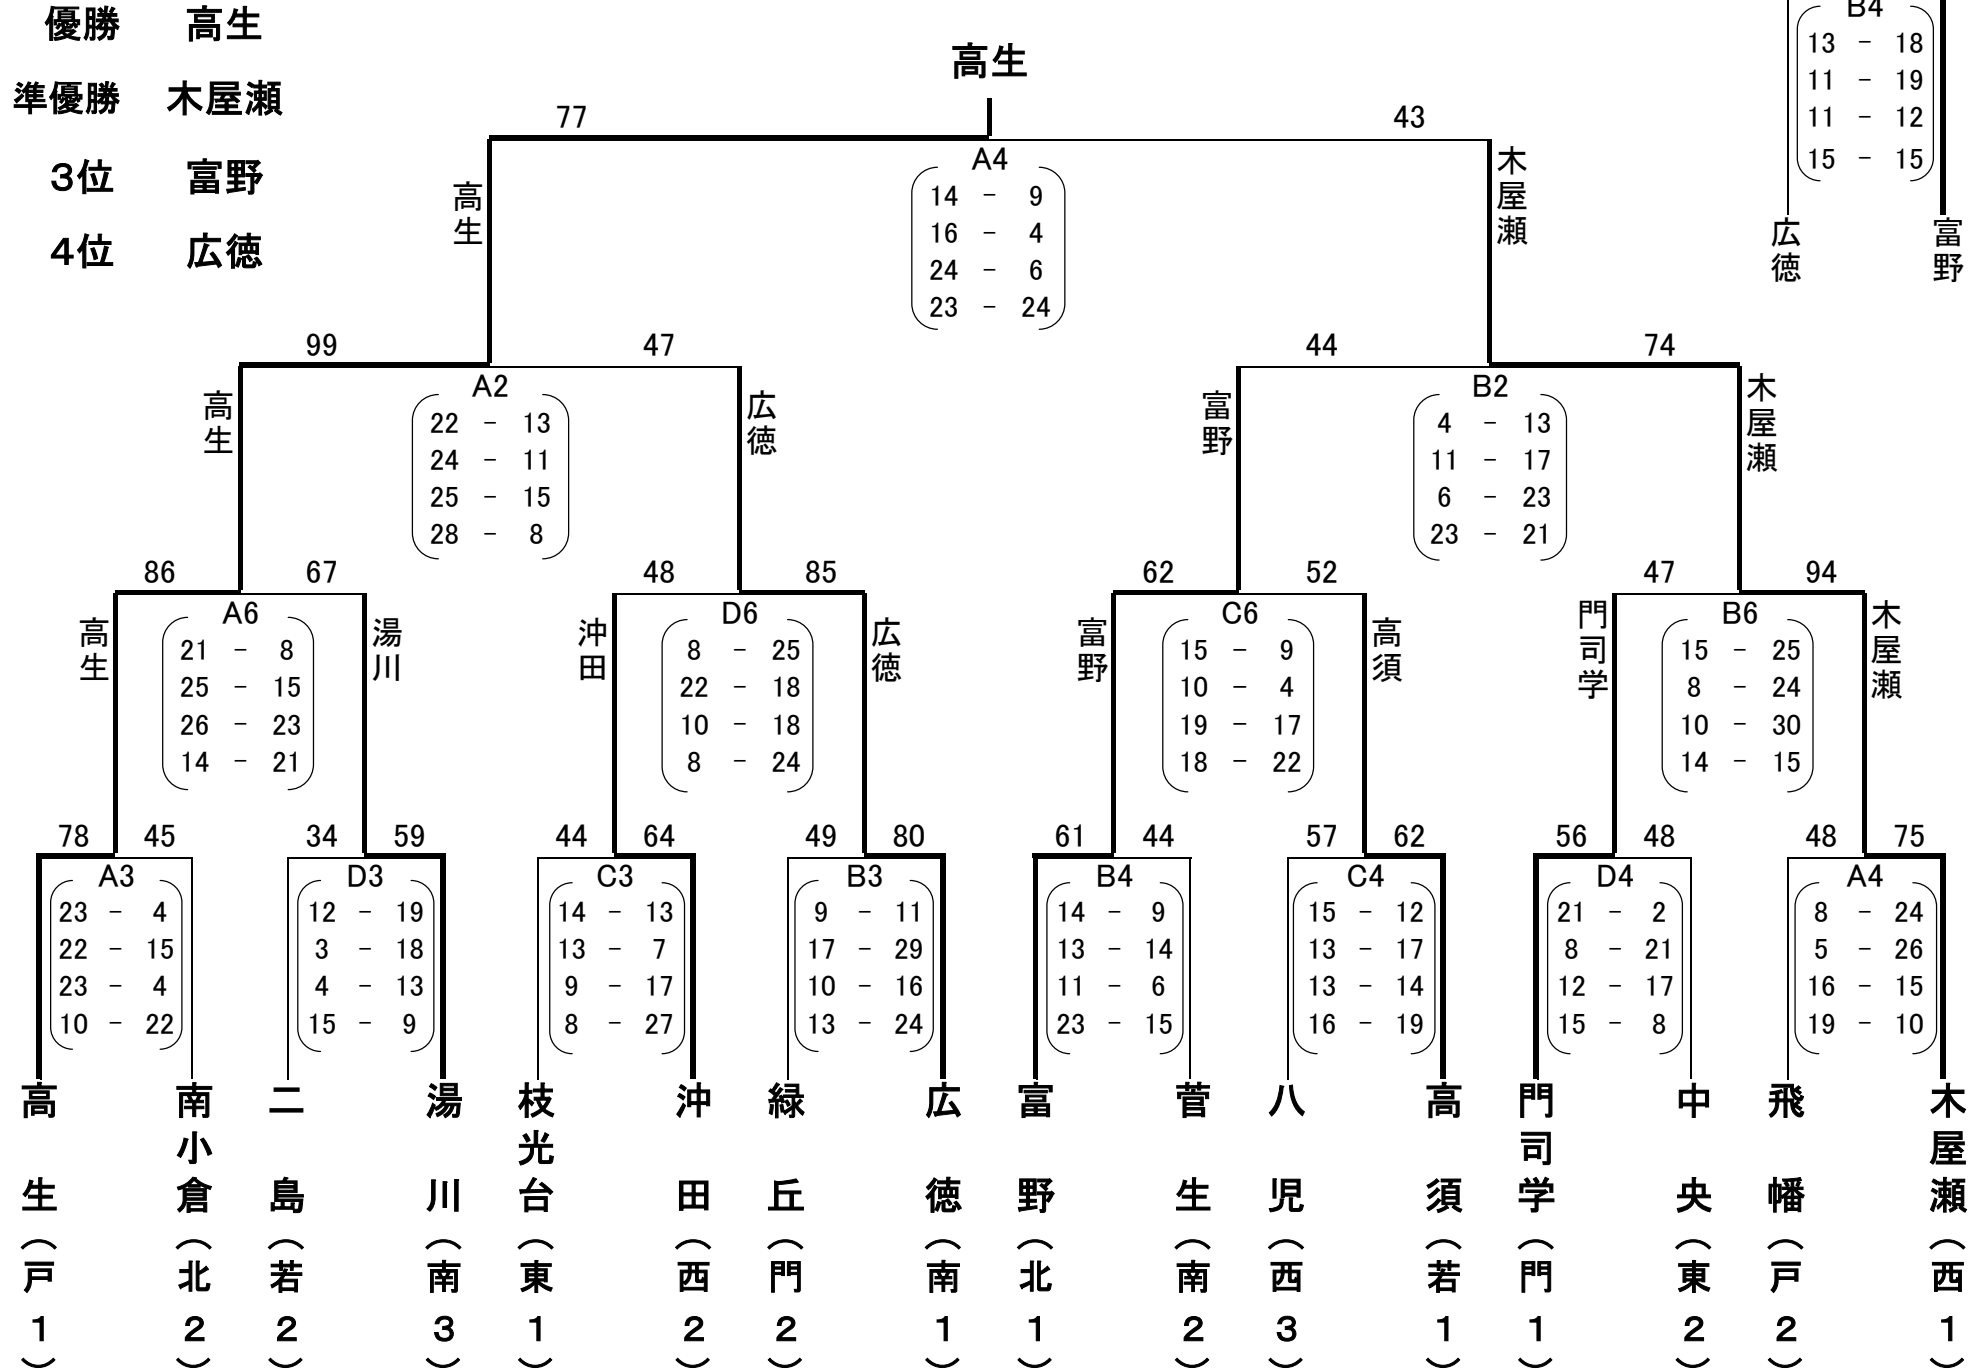 優勝 高生
準優勝 木屋瀬
3位 富野
4位 広徳
高生
77 43
A4
14 - 9
16 - 4
24 - 6
23 - 24
高生
木屋瀬
B4
13 - 18
11 - 19
11 - 12
15 - 15
広徳
富野
99 47
A2
22 - 13
24 - 11
25 - 15
28 - 8
高生
広徳
44 74
B2
4 - 13
11 - 17
6 - 23
23 - 21
富野
木屋瀬
86 67
A6
21 - 8
25 - 15
26 - 23
14 - 21
高生
湯川
48 85
D6
8 - 25
22 - 18
10 - 18
8 - 24
沖田
広徳
62 52
C6
15 - 9
10 - 4
19 - 17
18 - 22
富野
高須
47 94
B6
15 - 25
8 - 24
10 - 30
14 - 15
門司学
木屋瀬
78 45
A3
23 - 4
22 - 15
23 - 4
10 - 22
34 59
D3
12 - 19
3 - 18
4 - 13
15 - 9
44 64
C3
14 - 13
13 - 7
9 - 17
8 - 27
49 80
B3
9 - 11
17 - 29
10 - 16
13 - 24
61 44
B4
14 - 9
13 - 14
11 - 6
23 - 15
57 62
C4
15 - 12
13 - 17
13 - 14
16 - 19
56 48
D4
21 - 2
8 - 21
12 - 17
15 - 8
48 75
A4
8 - 24
5 - 26
16 - 15
19 - 10
高生(戸1)
南小倉(北2)
二島(若2)
湯川(南3)
枝光台(東1)
沖田(西2)
緑丘(門2)
広徳(南1)
富野(北1)
菅生(南2)
八児(西3)
高須(若1)
門司学(門1)
中央(東2)
飛幡(戸2)
木屋瀬(西1)